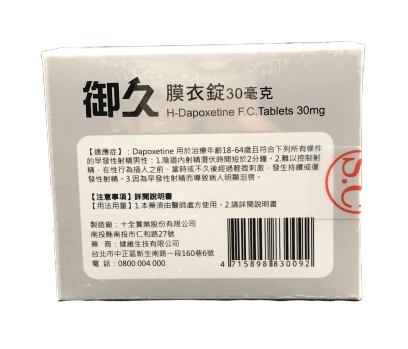 御久 膜衣錠30毫克
H-Dapoxetine F.C.Tablets 30mg
【適應症】：Dapoxetine 用於治療年齡18-64歲且符合下列所有條件
的早發性射精男性：1.陰道內射精潛伏時間短於2分鐘。2.難以控制射
精，在性行為插入之前、當時或不久後經過輕微刺激，發生持續或復
發性射精。3.因為早發性射精而導致病人明顯沮喪。
【注意事項】詳閱說明書
【用法用量】1.本藥須由醫師處方使用。2.請詳閱說明書
製造廠：十全實業股份有限公司
南投縣南投市仁和路27號
藥　商：健維生技有限公司
台北市中正區新生南路一段160巷6號
電　話：0800 004 000
4 715898 830092
S.C